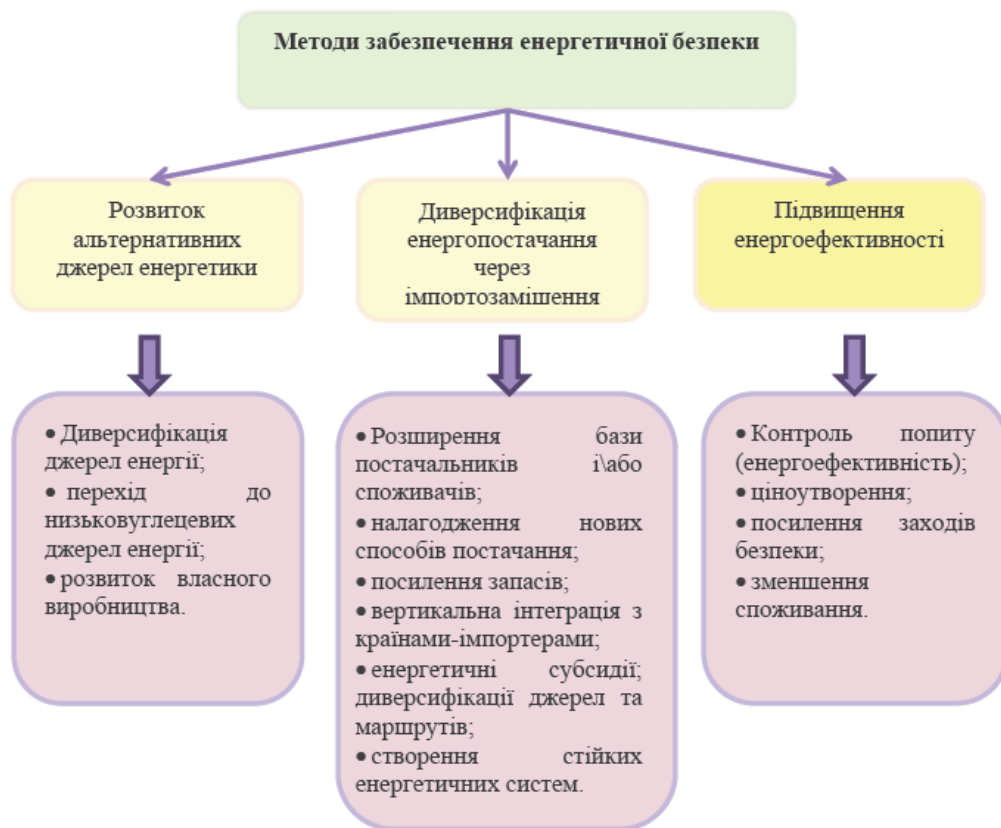 Методи забезпечення енергетичної безпеки
Розвиток
альтернативних
джерел енергетики
Диверсифікація
енергопостачання
через
імпортозамішення
Підвищення
енергоефективності
• Диверсифікація
джерел енергії;
• перехід до
низьковуглецевих
джерел енергії;
• розвиток власного
виробництва.
• Розширення бази
постачальників і\або
споживачів;
• налагодження нових
способів постачання;
• посилення запасів;
• вертикальна інтеграція з
країнами-імпортерами;
• енергетичні субсидії;
диверсифікації джерел та
маршрутів;
• створення стійких
енергетичних систем.
• Контроль попиту
(енергоефективність);
• ціноутворення;
• посилення заходів
безпеки;
• зменшення
споживання.